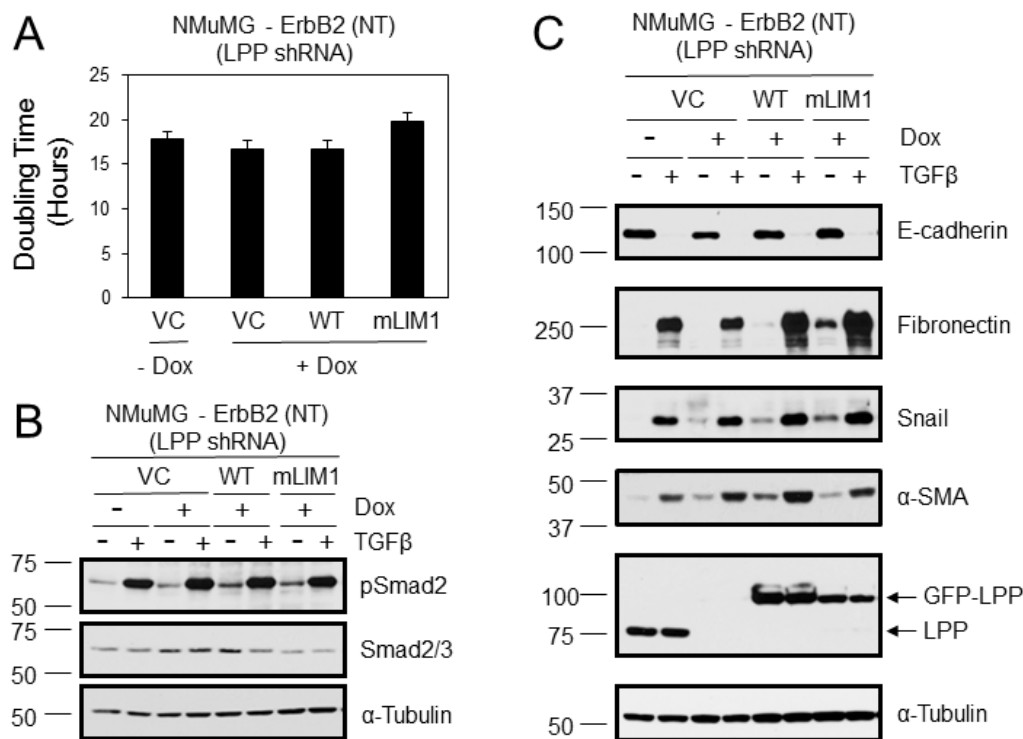 A
NMuMG - ErbB2 (NT)
(LPP shRNA)
Doubling Time
(Hours)
25
20
15
10
5
0
VC VC WT mLIM1
- Dox + Dox
B
NMuMG - ErbB2 (NT)
(LPP shRNA)
VC WT mLIM1
- + + + Dox
- + - + - + - + TGFβ
75
50
pSmad2
50
Smad2/3
50
α-Tubulin
C
NMuMG - ErbB2 (NT)
(LPP shRNA)
VC WT mLIM1
- + + + Dox
- + - + - + - + TGFβ
150
100
E-cadherin
250
Fibronectin
37
25
Snail
50
37
α-SMA
100
75
GFP-LPP
LPP
50
α-Tubulin